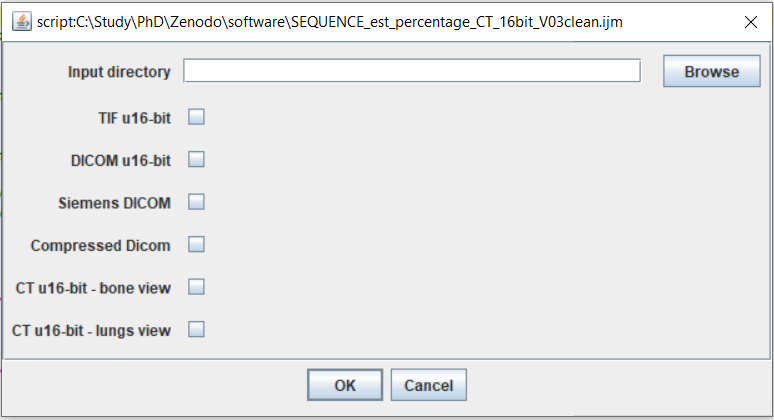 script:C:\Study\PhD\Zenodo\software\SEQUENCE_est_percentage_CT_16bit_V03clean.ijm
Input directory Browse
TIF u16-bit
DICOM u16-bit
Siemens DICOM
Compressed Dicom
CT u16-bit - bone view
CT u16-bit - lungs view
OK Cancel